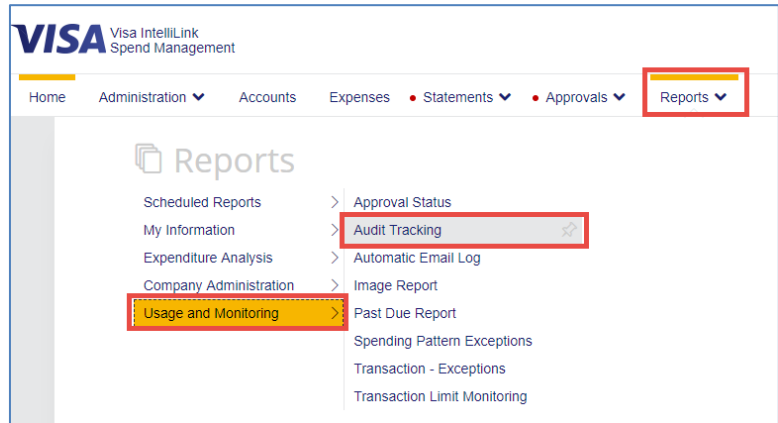 VISA Visa IntelliLink
Spend Management
Home Administration Accounts Expenses Statements Approvals Reports
Reports
Scheduled Reports
My Information
Expenditure Analysis
Company Administration
Usage and Monitoring
Approval Status
Audit Tracking
Automatic Email Log
Image Report
Past Due Report
Spending Pattern Exceptions
Transaction - Exceptions
Transaction Limit Monitoring